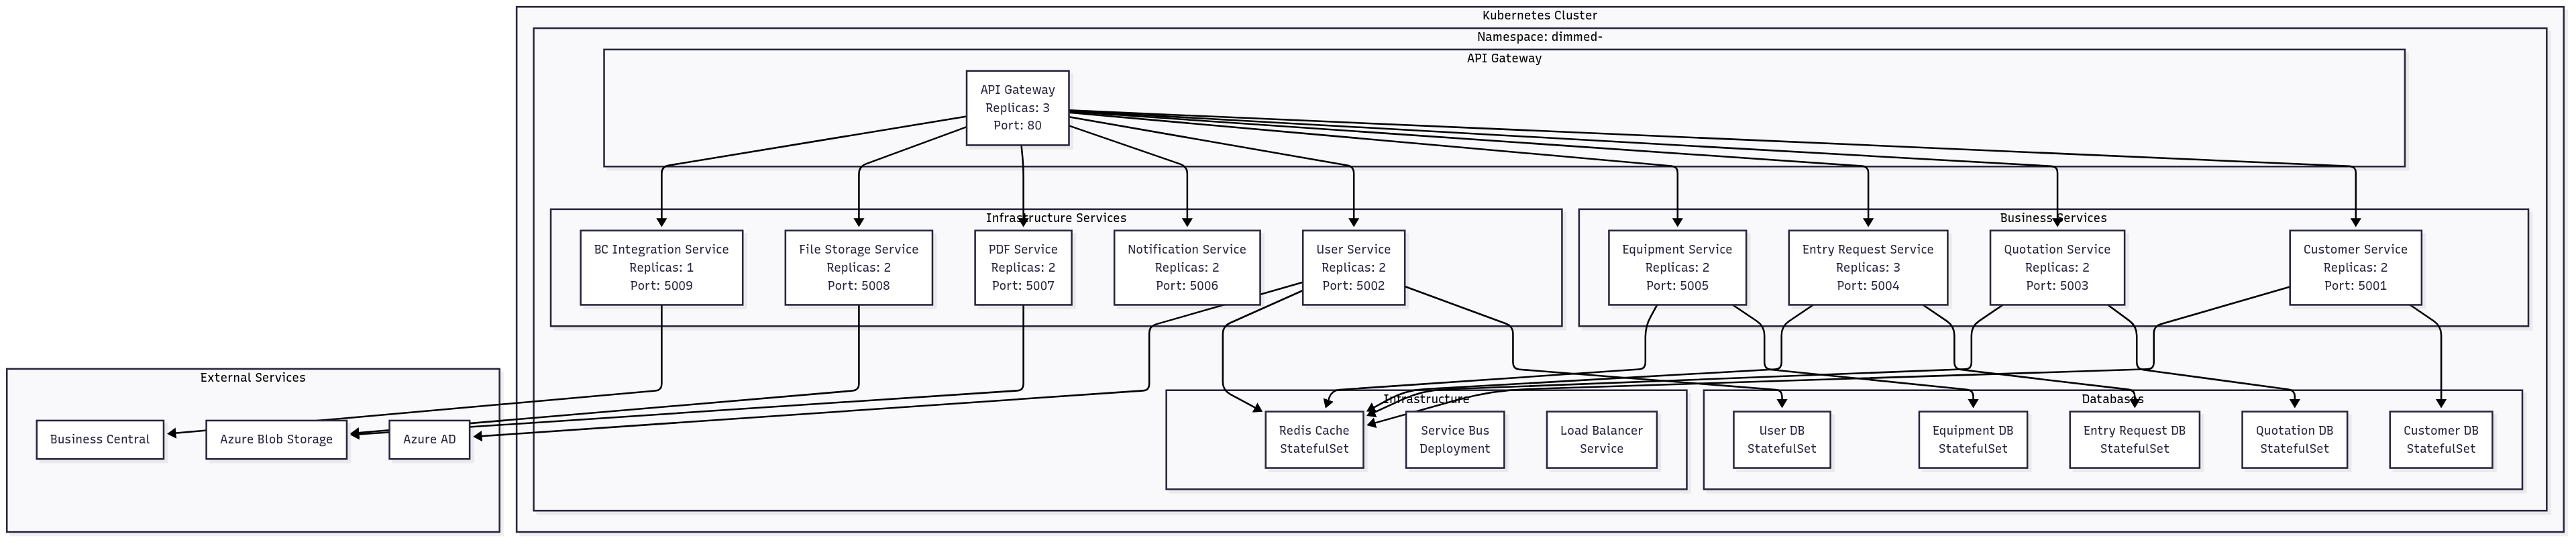 Kubernetes Cluster
Namespace: dimmed-
API Gateway
API Gateway
Replicas: 3
Port: 80
Infrastructure Services
BC Integration Service
Replicas: 1
Port: 5009
File Storage Service
Replicas: 2
Port: 5008
PDF Service
Replicas: 2
Port: 5007
Notification Service
Replicas: 2
Port: 5006
User Service
Replicas: 2
Port: 5002
Business Services
Equipment Service
Replicas: 2
Port: 5005
Entry Request Service
Replicas: 3
Port: 5004
Quotation Service
Replicas: 2
Port: 5003
Customer Service
Replicas: 2
Port: 5001
External Services
Business Central
Azure Blob Storage
Azure AD
Infrastructure
Redis Cache
StatefulSet
Service Bus
Deployment
Load Balancer
Service
Databases
User DB
StatefulSet
Equipment DB
StatefulSet
Entry Request DB
StatefulSet
Quotation DB
StatefulSet
Customer DB
StatefulSet